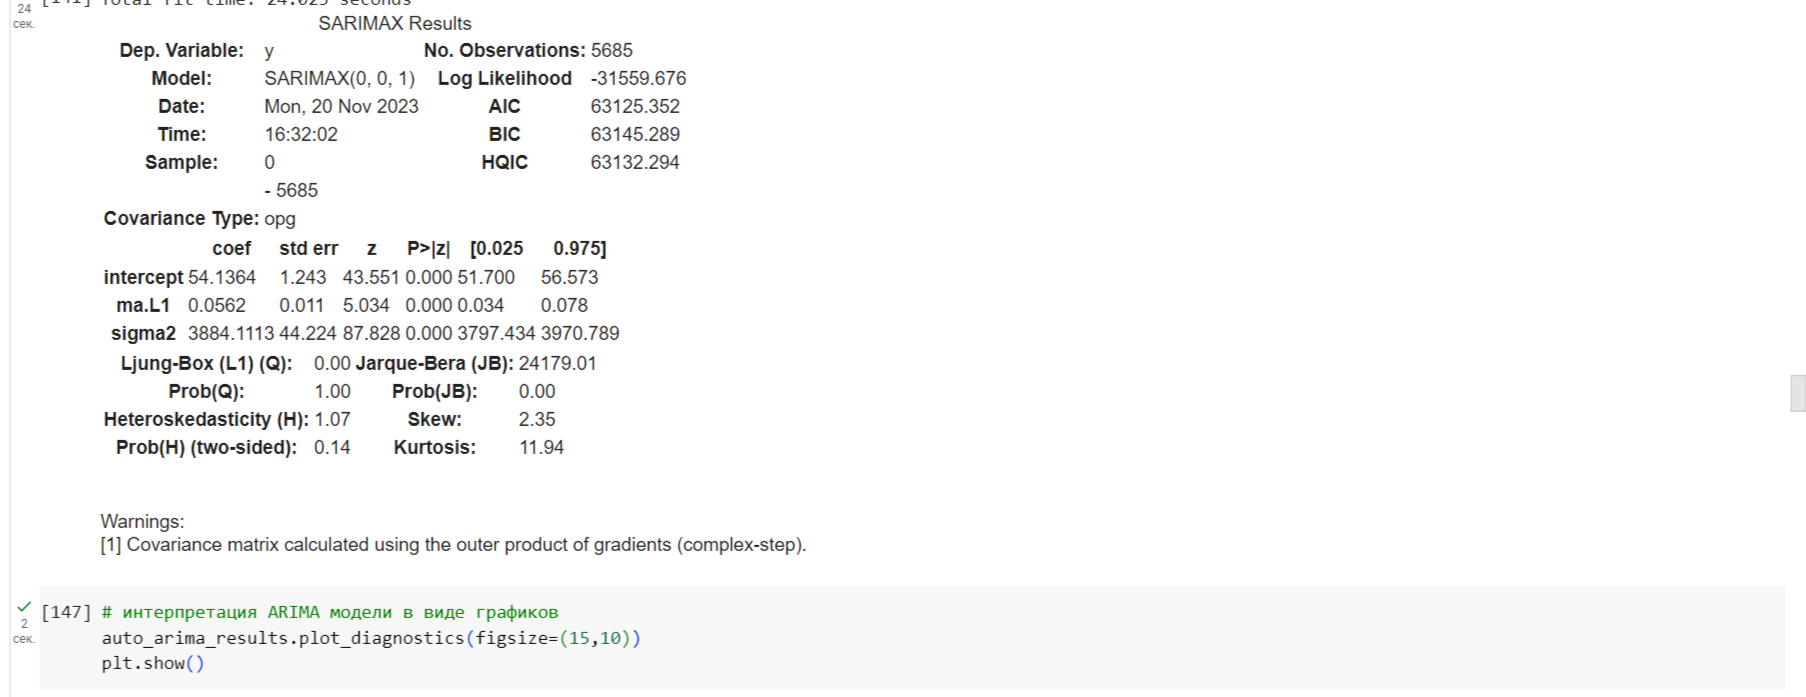 24
сек.
[141] Total fit time: 24.025 seconds
SARIMAX Results
Dep. Variable: y No. Observations: 5685
Model: SARIMAX(0, 0, 1) Log Likelihood -31559.676
Date: Mon, 20 Nov 2023 AIC 63125.352
Time: 16:32:02 BIC 63145.289
Sample: 0 HQIC 63132.294
- 5685
Covariance Type: opg
coef std err z P>|z| [0.025 0.975]
intercept 54.1364 1.243 43.551 0.000 51.700 56.573
ma.L1 0.0562 0.011 5.034 0.000 0.034 0.078
sigma2 3884.1113 44.224 87.828 0.000 3797.434 3970.789
Ljung-Box (L1) (Q): 0.00 Jarque-Bera (JB): 24179.01
Prob(Q): 1.00 Prob(JB): 0.00
Heteroskedasticity (H): 1.07 Skew: 2.35
Prob(H) (two-sided): 0.14 Kurtosis: 11.94
Warnings:
[1] Covariance matrix calculated using the outer product of gradients (complex-step).
2
сек.
[147] # интерпретация ARIMA модели в виде графиков
auto_arima_results.plot_diagnostics(figsize=(15,10))
plt.show()